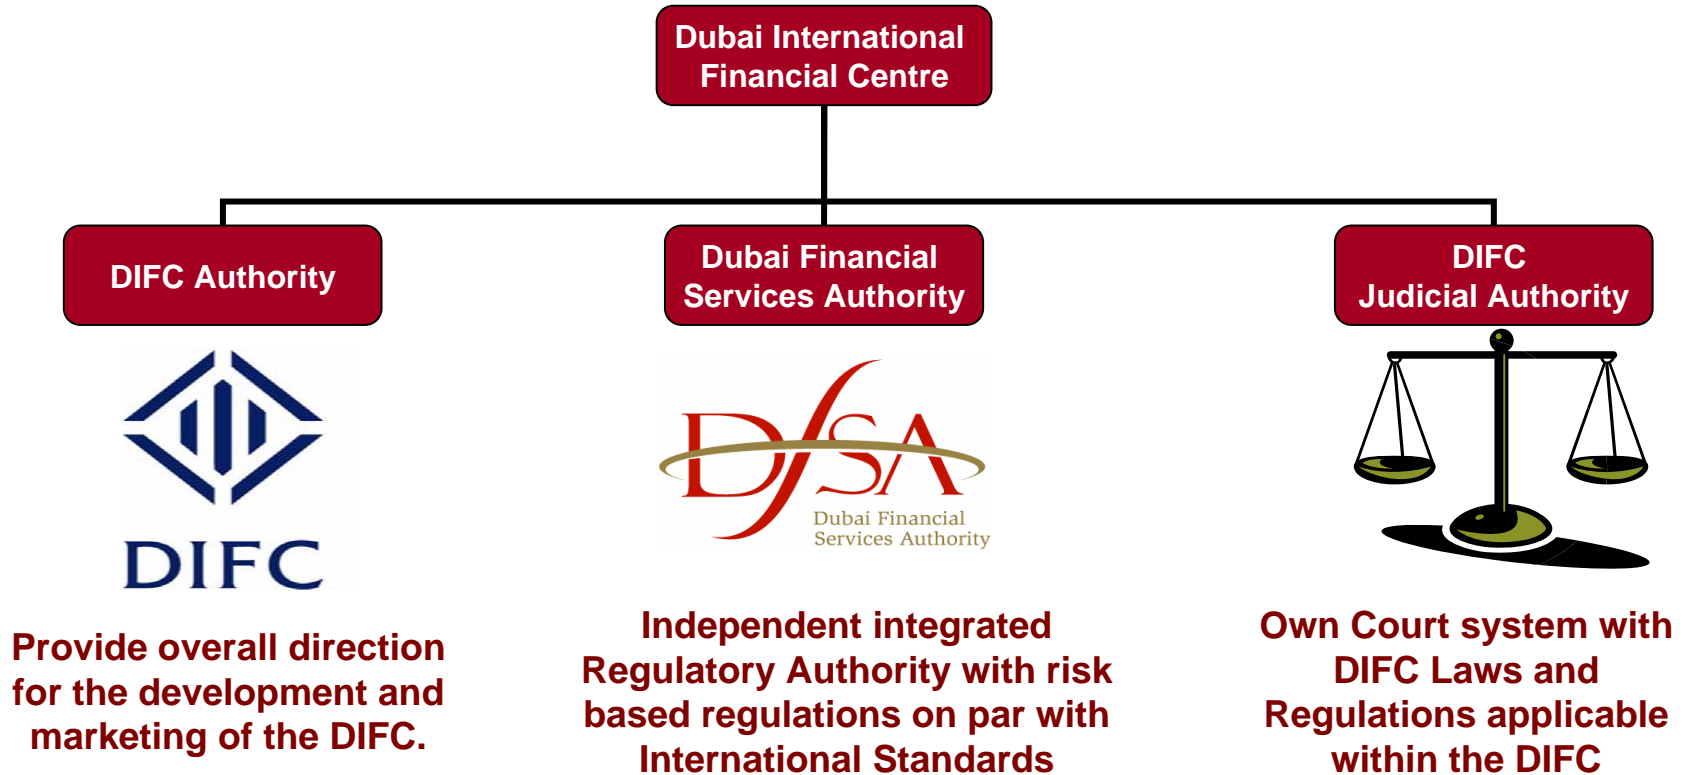 Dubai International
Financial Centre
DIFC Authority
Dubai Financial
Services Authority
DIFC
Judicial Authority
DIFC
DFSA
Dubai Financial
Services Authority
Provide overall direction
for the development and
marketing of the DIFC.
Independent integrated
Regulatory Authority with risk
based regulations on par with
International Standards
Own Court system with
DIFC Laws and
Regulations applicable
within the DIFC